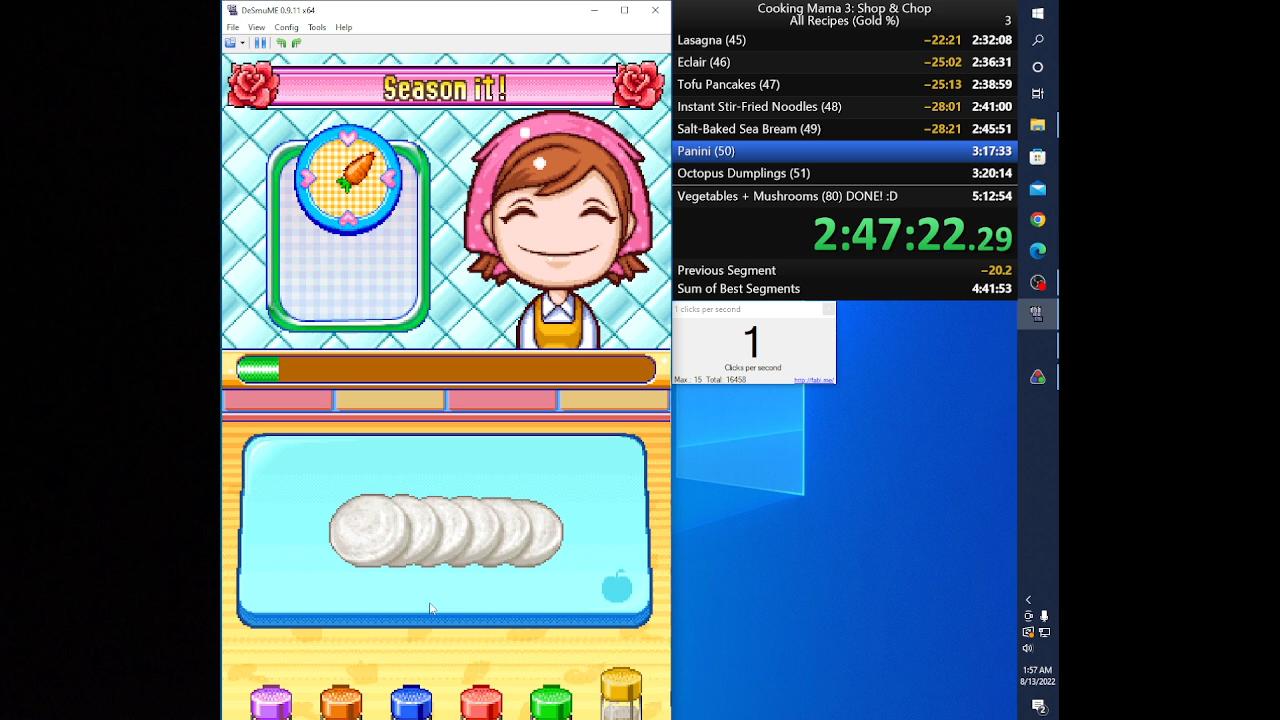 DeSmuME 0.9.11 x64
File View Config Tools Help
Season it!
Cooking Mama 3: Shop & Chop
All Recipes (Gold %) 3
Lasagna (45) −22:21 2:32:08
Eclair (46) −25:02 2:36:31
Tofu Pancakes (47) −25:13 2:38:59
Instant Stir-Fried Noodles (48) −28:01 2:41:00
Salt-Baked Sea Bream (49) −28:21 2:45:51
Panini (50) 3:17:33
Octopus Dumplings (51) 3:20:14
Vegetables + Mushrooms (80) DONE! :D 5:12:54
2:47:22.29
Previous Segment −20.2
Sum of Best Segments 4:41:53
1 clicks per second
1
Clicks per second
Max.: 15 Total: 16458 http://fabi.me/
1:57 AM
8/13/2022
2